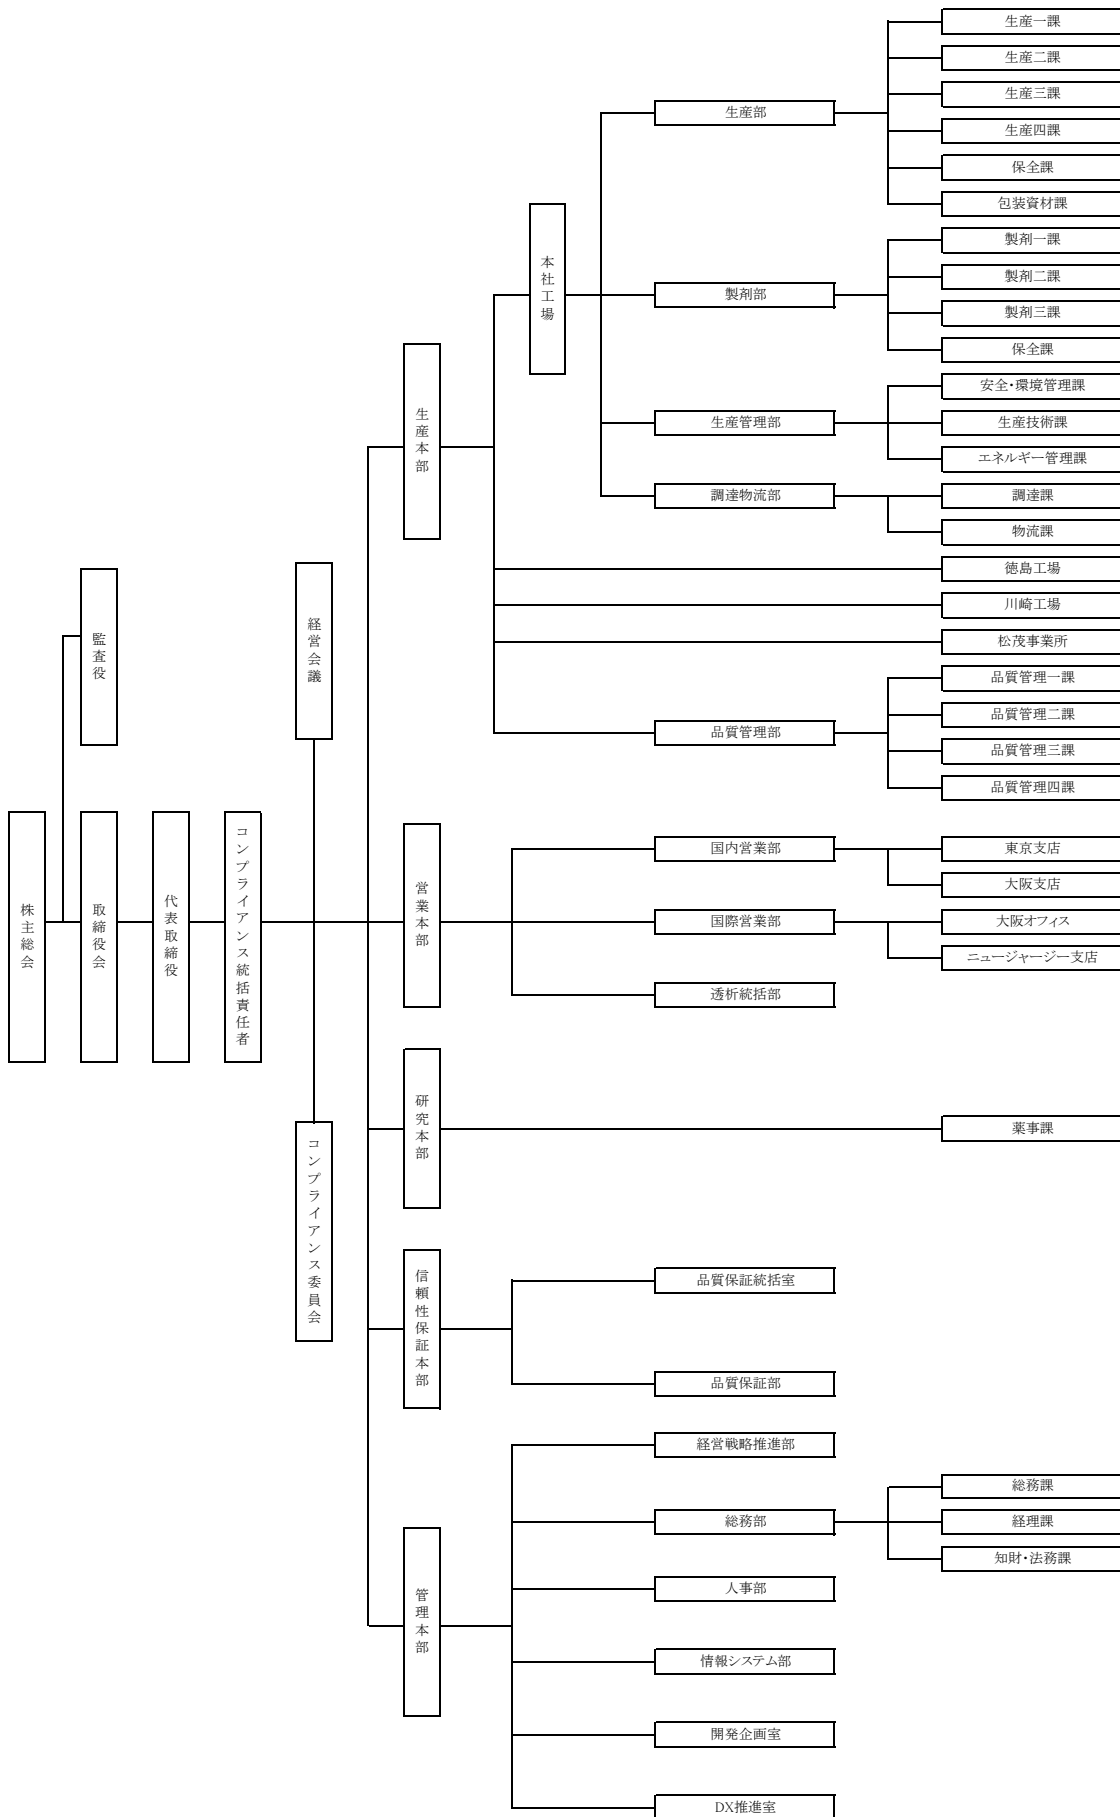 株主総会
監査役
取締役会
代表取締役
コンプライアンス統括責任者
経営会議
コンプライアンス委員会
生産本部
本社工場
生産部
生産一課
生産二課
生産三課
生産四課
保全課
包装資材課
製剤部
製剤一課
製剤二課
製剤三課
保全課
生産管理部
安全・環境管理課
生産技術課
エネルギー管理課
調達物流部
調達課
物流課
徳島工場
川崎工場
松茂事業所
品質管理部
品質管理一課
品質管理二課
品質管理三課
品質管理四課
営業本部
国内営業部
東京支店
大阪支店
国際営業部
大阪オフィス
ニュージャージー支店
透析統括部
研究本部
薬事課
信頼性保証本部
品質保証統括室
品質保証部
管理本部
経営戦略推進部
総務部
総務課
経理課
知財・法務課
人事部
情報システム部
開発企画室
DX推進室